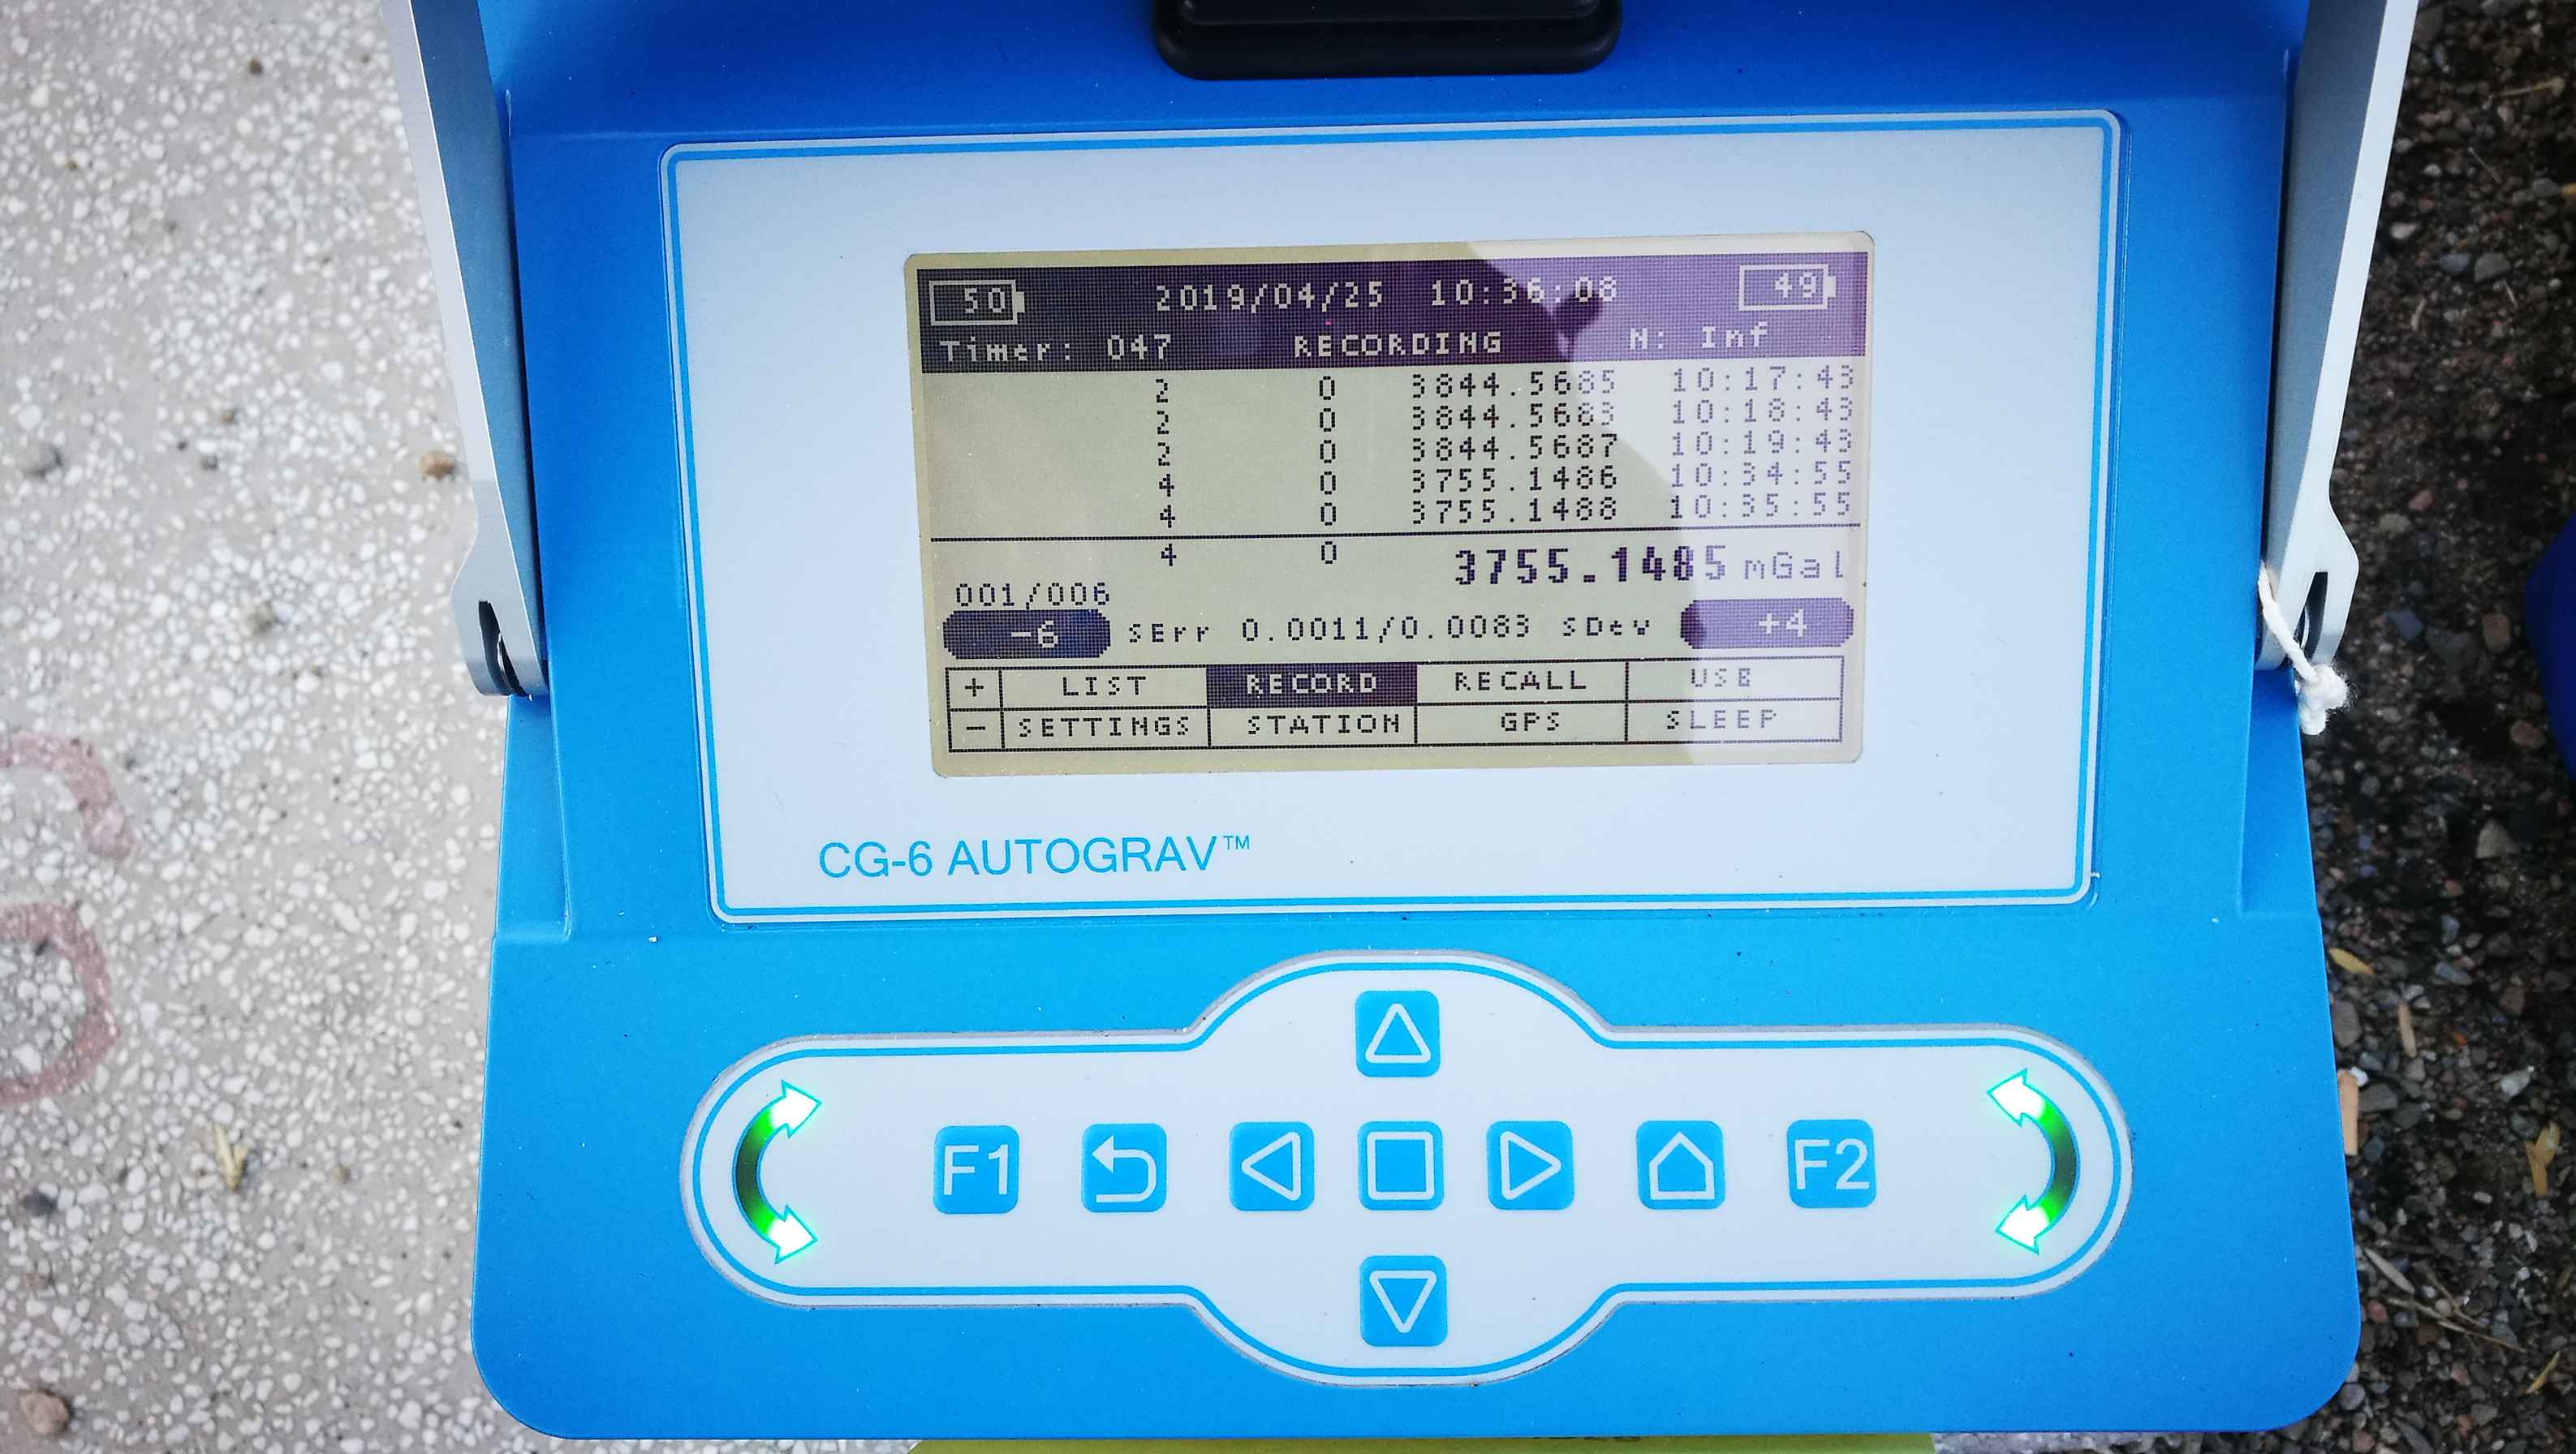 50 2019/04/25 10:36:08 49
Timer: 047 RECORDING N: Inf
2 0 3844.5685 10:17:43
2 0 3844.5683 10:18:43
2 0 3844.5687 10:19:43
4 0 3755.1486 10:34:55
4 0 3755.1488 10:35:55
4 0 3755.1485 mGal
001/006
-6 SErr 0.0011/0.0083 SDev +4
+ LIST RECORD RECALL USB
- SETTINGS STATION GPS SLEEP
CG-6 AUTOGRAV™
F1 F2